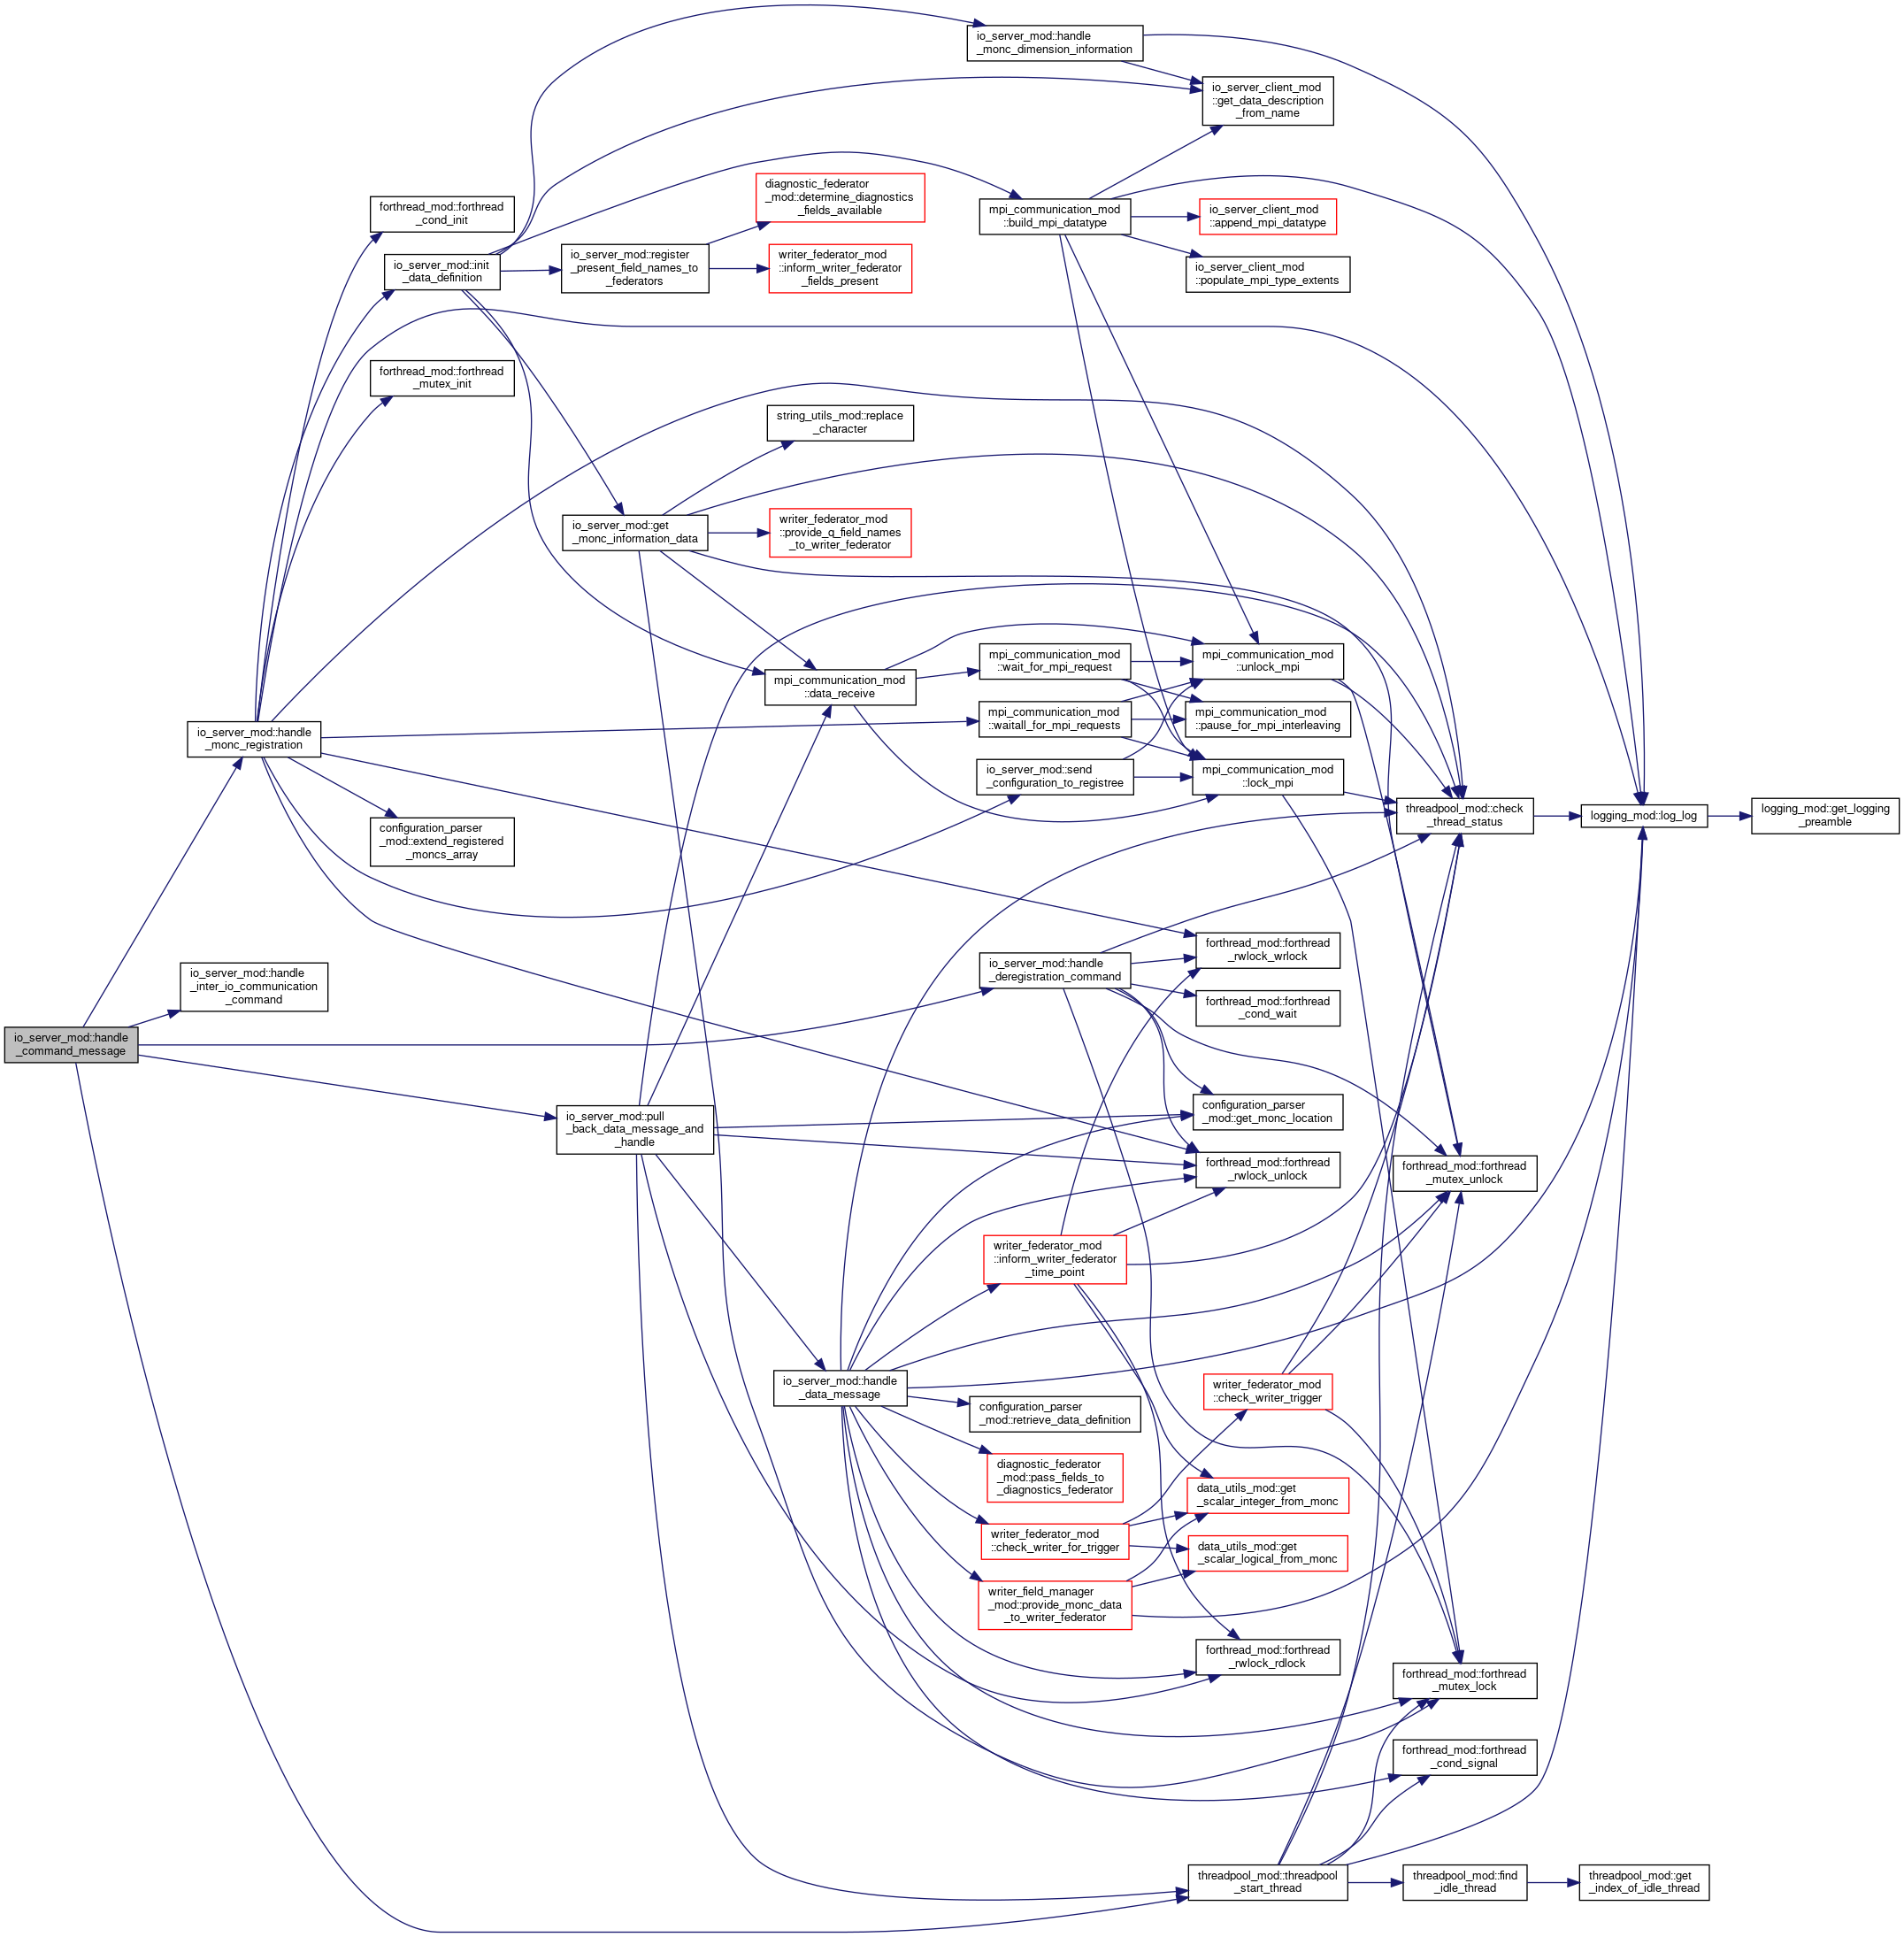 io_server_mod::handle
_monc_dimension_information
io_server_client_mod
::get_data_description
_from_name
diagnostic_federator
_mod::determine_diagnostics
_fields_available
forthread_mod::forthread
_cond_init
mpi_communication_mod
::build_mpi_datatype
io_server_client_mod
::append_mpi_datatype
io_server_mod::init
_data_definition
io_server_mod::register
_present_field_names_to
_federators
writer_federator_mod
::inform_writer_federator
_fields_present
io_server_client_mod
::populate_mpi_type_extents
forthread_mod::forthread
_mutex_init
string_utils_mod::replace
_character
io_server_mod::get
_monc_information_data
writer_federator_mod
::provide_q_field_names
_to_writer_federator
mpi_communication_mod
::data_receive
mpi_communication_mod
::wait_for_mpi_request
mpi_communication_mod
::unlock_mpi
io_server_mod::handle
_monc_registration
mpi_communication_mod
::waitall_for_mpi_requests
mpi_communication_mod
::pause_for_mpi_interleaving
io_server_mod::send
_configuration_to_registree
mpi_communication_mod
::lock_mpi
configuration_parser
_mod::extend_registered
_moncs_array
threadpool_mod::check
_thread_status
logging_mod::log_log
logging_mod::get_logging
_preamble
io_server_mod::handle
_inter_io_communication
_command
io_server_mod::handle
_deregistration_command
forthread_mod::forthread
_rwlock_wrlock
forthread_mod::forthread
_cond_wait
io_server_mod::handle
_command_message
io_server_mod::pull
_back_data_message_and
_handle
configuration_parser
_mod::get_monc_location
forthread_mod::forthread
_rwlock_unlock
forthread_mod::forthread
_mutex_unlock
writer_federator_mod
::inform_writer_federator
_time_point
io_server_mod::handle
_data_message
configuration_parser
_mod::retrieve_data_definition
writer_federator_mod
::check_writer_trigger
diagnostic_federator
_mod::pass_fields_to
_diagnostics_federator
data_utils_mod::get
_scalar_integer_from_monc
writer_federator_mod
::check_writer_for_trigger
data_utils_mod::get
_scalar_logical_from_monc
writer_field_manager
_mod::provide_monc_data
_to_writer_federator
forthread_mod::forthread
_rwlock_rdlock
forthread_mod::forthread
_mutex_lock
forthread_mod::forthread
_cond_signal
threadpool_mod::threadpool
_start_thread
threadpool_mod::find
_idle_thread
threadpool_mod::get
_index_of_idle_thread